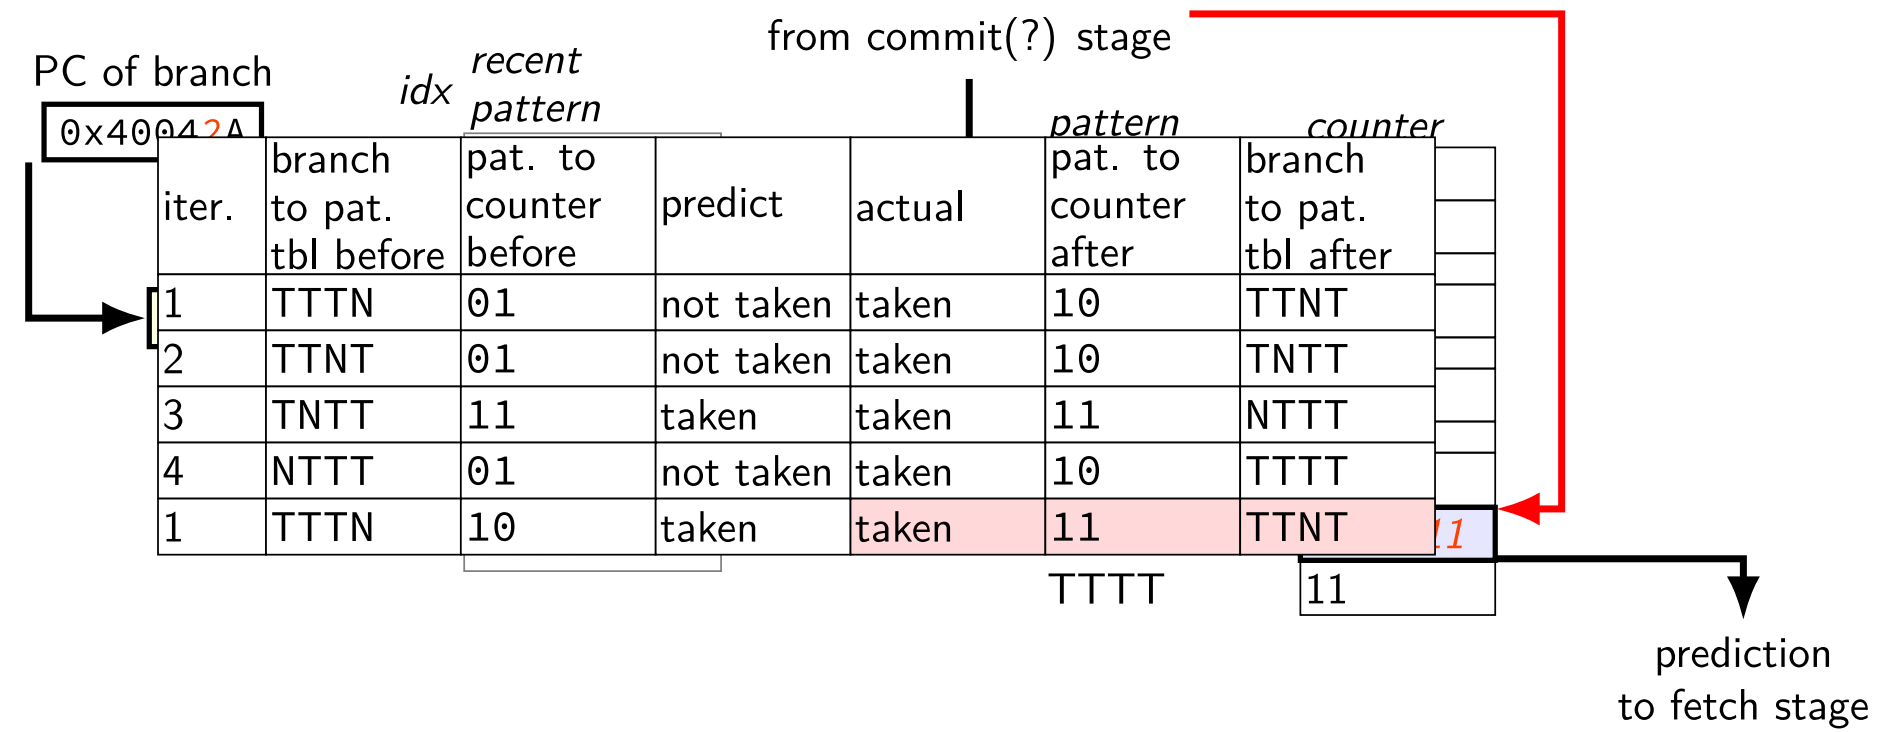 from commit(?) stage
PC of branch
idx
recent
pattern
0x40042A
pattern
counter
iter.
branch
to pat.
tbl before
pat. to
counter
before
predict
actual
pat. to
counter
after
branch
to pat.
tbl after
1 TTTN 01 not taken taken 10 TTNT
2 TTNT 01 not taken taken 10 TNTT
3 TNTT 11 taken taken 11 NTTT
4 NTTT 01 not taken taken 10 TTTT
1 TTTN 10 taken taken 11 TTNT
11
TTTT 11
prediction
to fetch stage